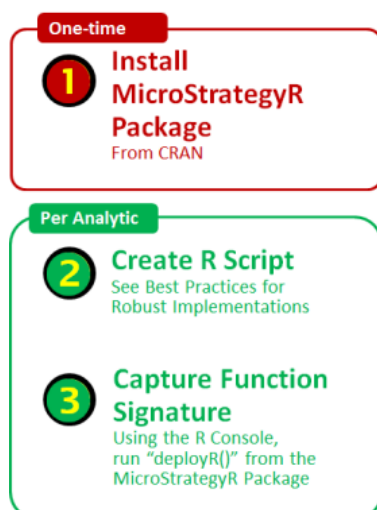 One-time
1
Install
MicroStrategyR
Package
From CRAN
Per Analytic
2
Create R Script
See Best Practices for
Robust Implementations
3
Capture Function
Signature
Using the R Console,
run "deployR()" from the
MicroStrategyR Package